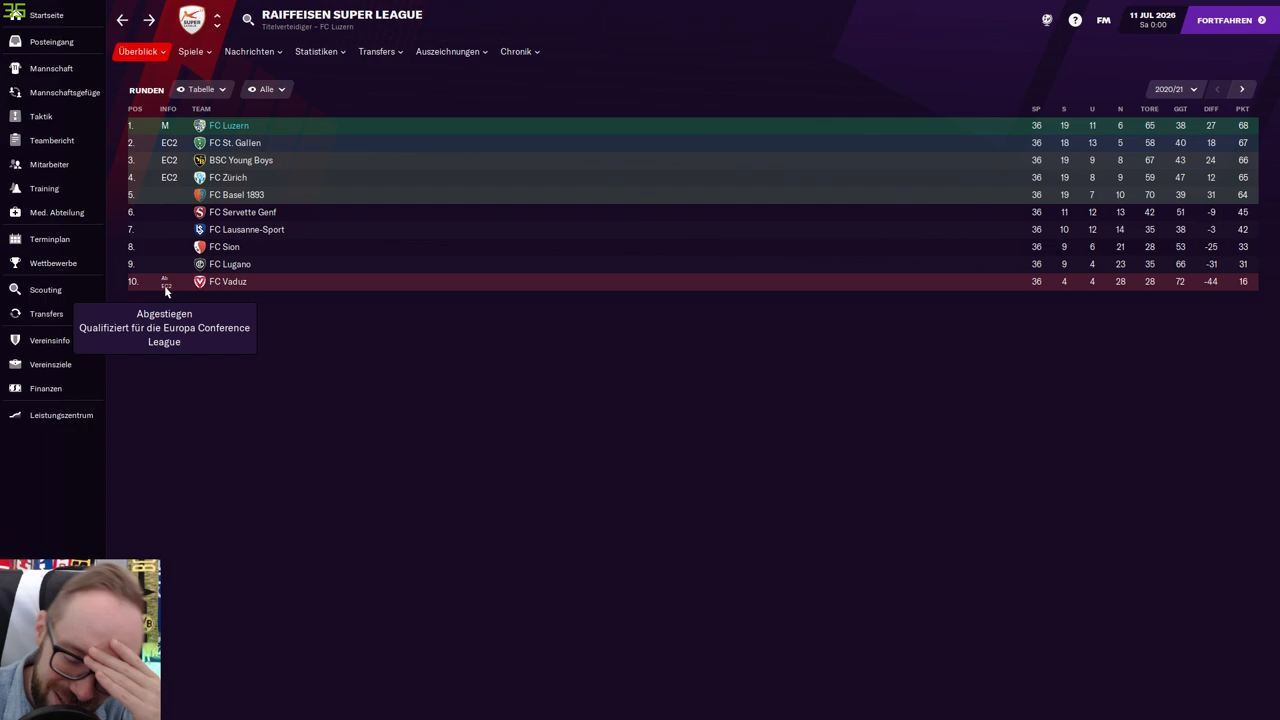 Startseite
RAIFFEISEN SUPER LEAGUE
Titelverteidiger – FC Luzern
FM
11 JUL 2026
Sa 0:00
FORTFAHREN
Posteingang
Mannschaft
Mannschaftsgefüge
Taktik
Teambericht
Mitarbeiter
Training
Med. Abteilung
Terminplan
Wettbewerbe
Scouting
Transfers
Vereinsinfo
Vereinsziele
Finanzen
Leistungszentrum
Überblick Spiele Nachrichten Statistiken Transfers Auszeichnungen Chronik
RUNDEN Tabelle Alle 2020/21
POS INFO TEAM SP S U N TORE GGT DIFF PKT
1. M FC Luzern 36 19 11 6 65 38 27 68
2. EC2 FC St. Gallen 36 18 13 5 58 40 18 67
3. EC2 BSC Young Boys 36 19 9 8 67 43 24 66
4. EC2 FC Zürich 36 19 8 9 59 47 12 65
5. FC Basel 1893 36 19 7 10 70 39 31 64
6. FC Servette Genf 36 11 12 13 42 51 -9 45
7. FC Lausanne-Sport 36 10 12 14 35 38 -3 42
8. FC Sion 36 9 6 21 28 53 -25 33
9. FC Lugano 36 9 4 23 35 66 -31 31
10. Ab EC2 FC Vaduz 36 4 4 28 28 72 -44 16
Abgestiegen
Qualifiziert für die Europa Conference
League